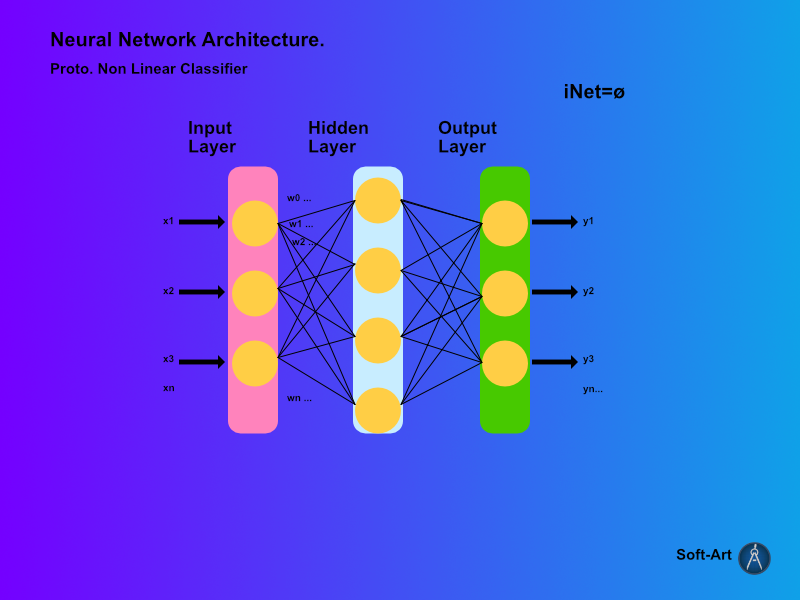 Neural Network Architecture.
Proto. Non Linear Classifier
iNet=ø
Input
Layer
Hidden
Layer
Output
Layer
w0 ...
x1
w1 ...
y1
w2 ...
x2
y2
x3
y3
xn
yn...
wn ...
Soft-Art